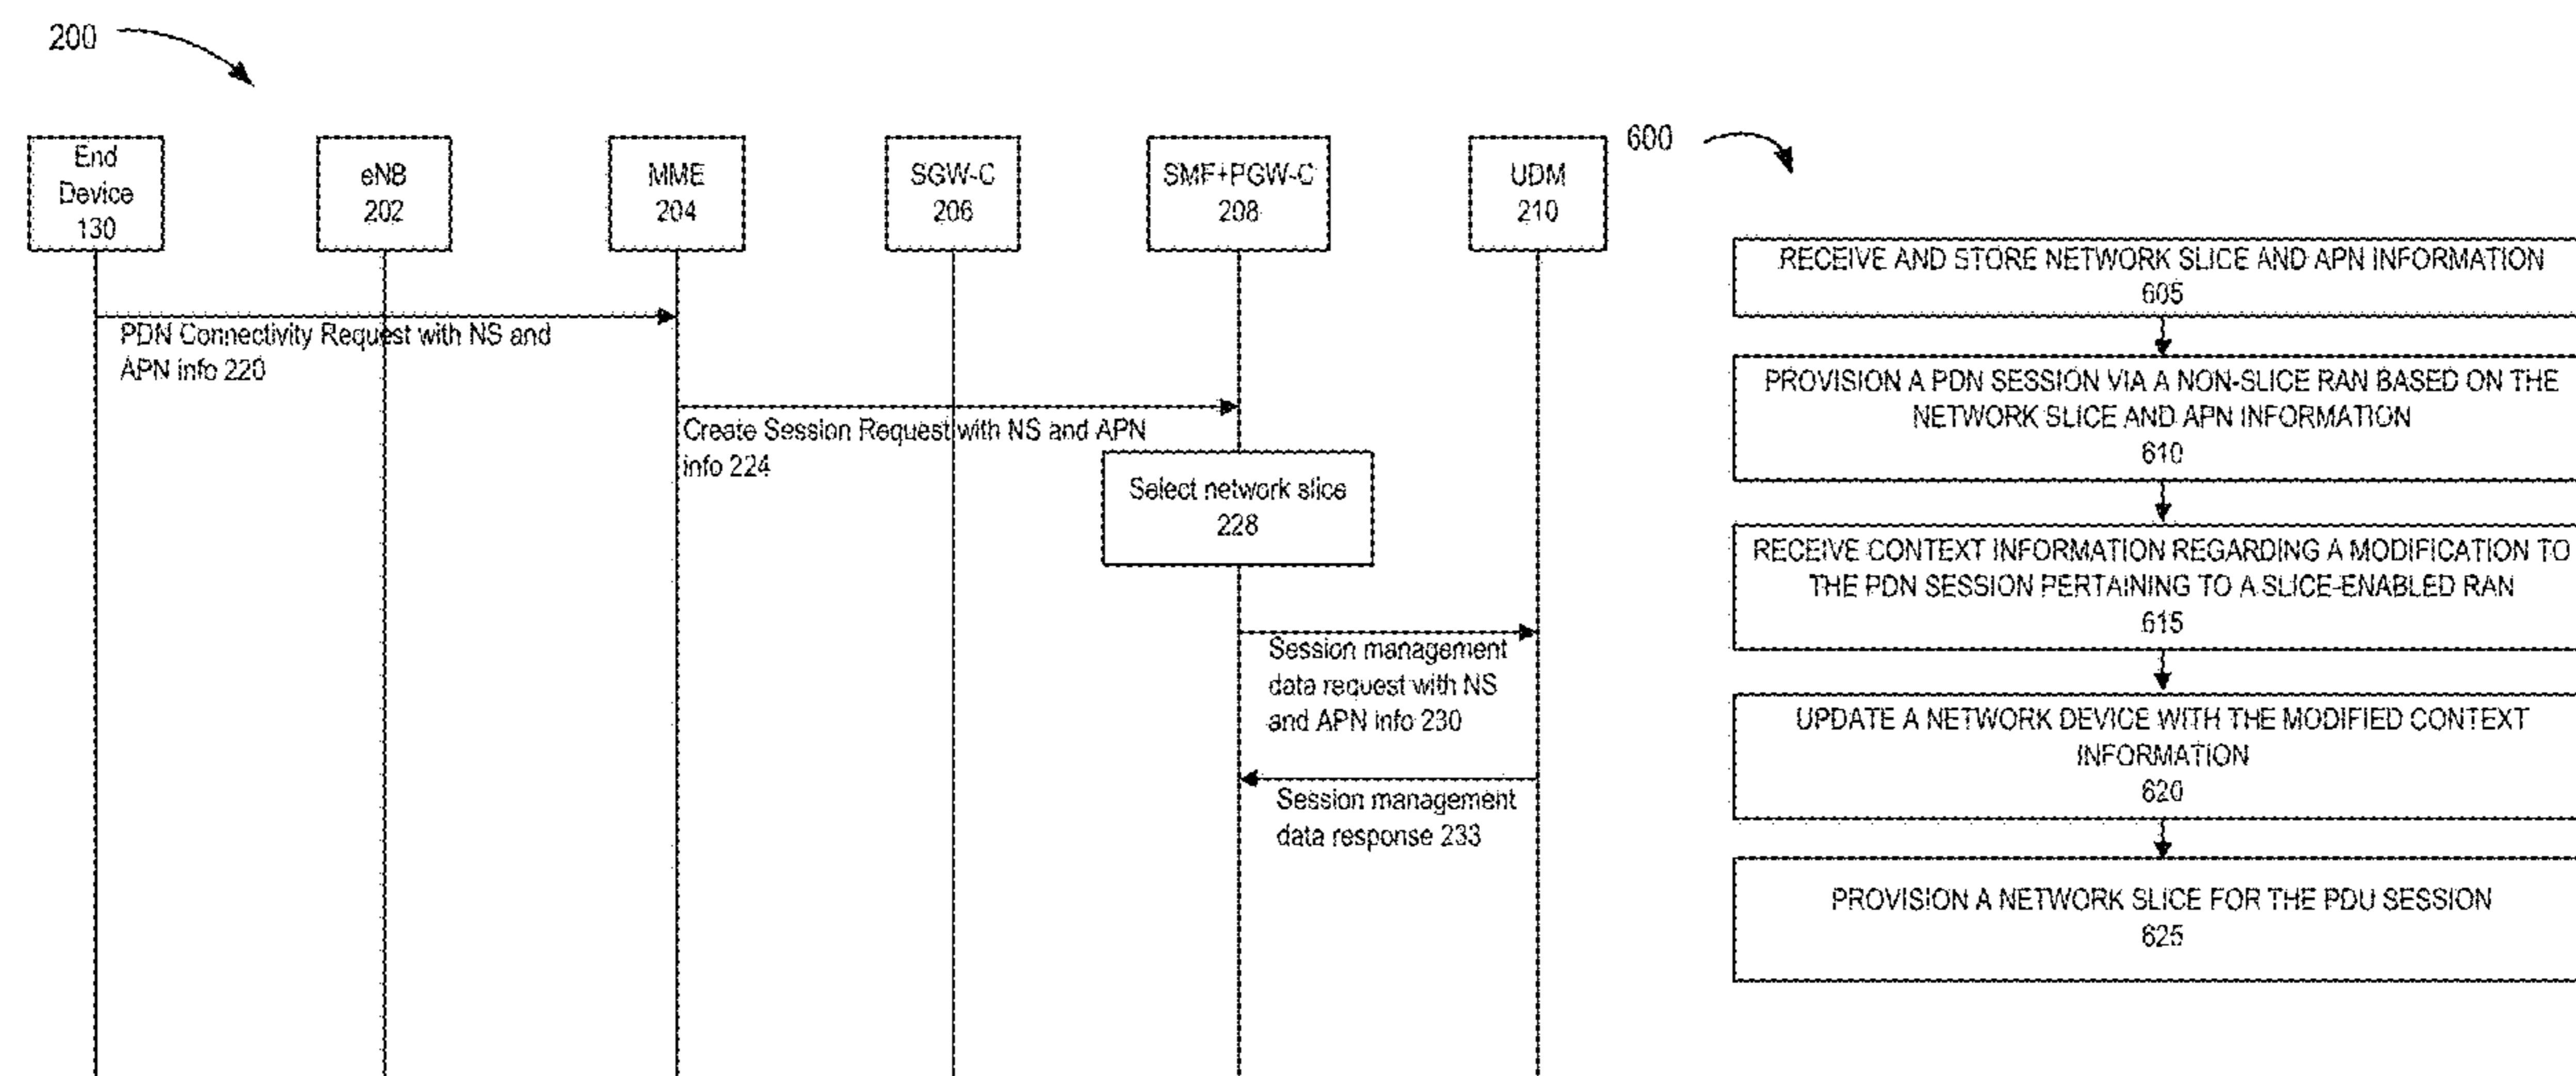 200
End
Device
130
eNB
202
MME
204
SGW-C
206
SMF+PGW-C
208
UDM
210
PDN Connectivity Request with NS and
APN info 220
Create Session Request with NS and APN
info 224
Select network slice
228
Session management
data request with NS
and APN info 230
Session management
data response 233
600
RECEIVE AND STORE NETWORK SLICE AND APN INFORMATION
605
PROVISION A PDN SESSION VIA A NON-SLICE RAN BASED ON THE
NETWORK SLICE AND APN INFORMATION
610
RECEIVE CONTEXT INFORMATION REGARDING A MODIFICATION TO
THE PDN SESSION PERTAINING TO A SLICE-ENABLED RAN
615
UPDATE A NETWORK DEVICE WITH THE MODIFIED CONTEXT
INFORMATION
620
PROVISION A NETWORK SLICE FOR THE PDU SESSION
625